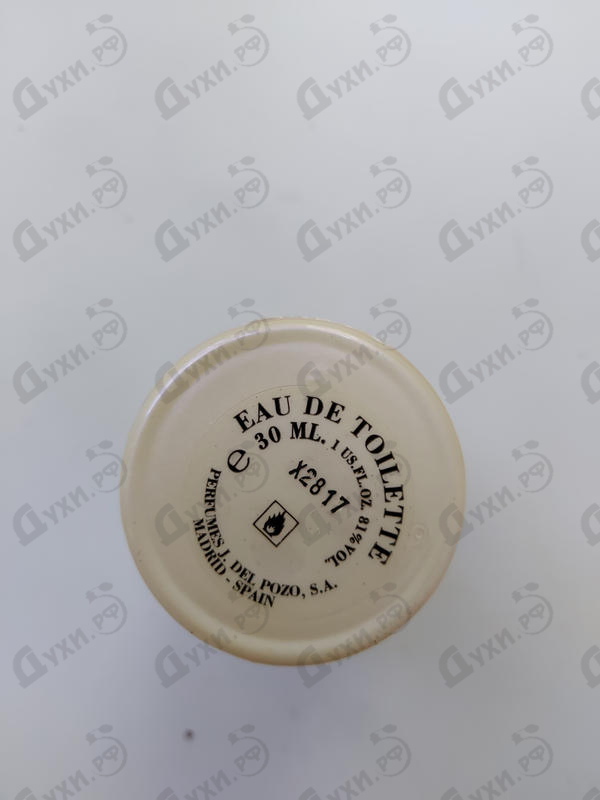 EAU DE TOILETTE
℮ 30 ML. 1 US.FL.OZ. 81%VOL.
X2817
PERFUMES J. DEL POZO, S.A.
MADRID - SPAIN
Духи.рф